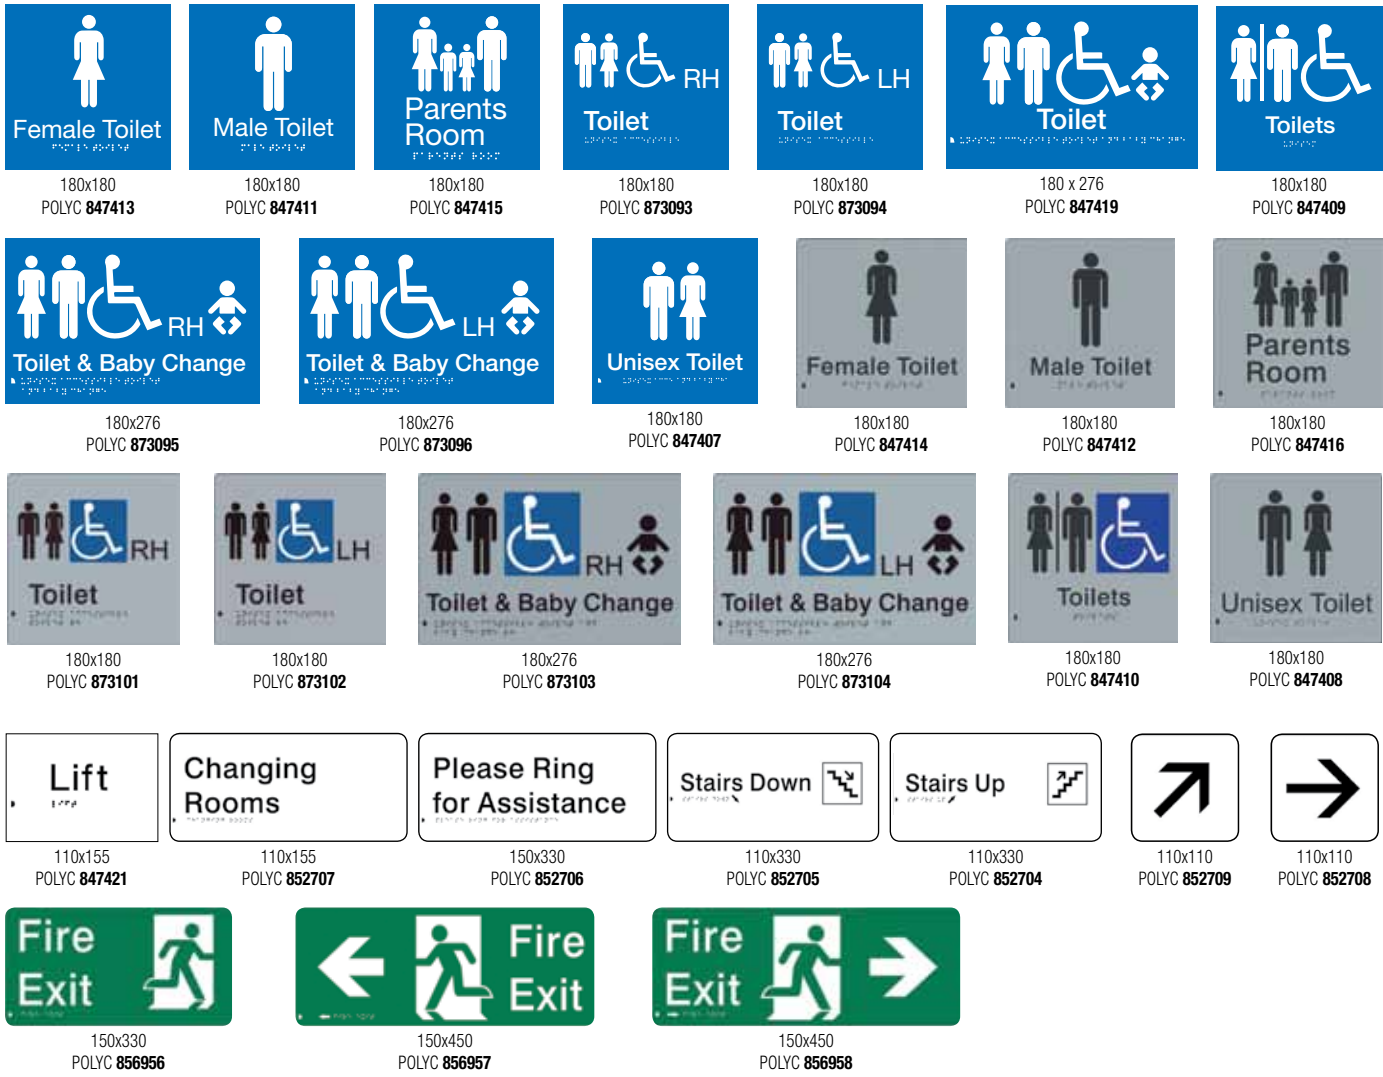 Female Toilet
180x180
POLYC 847413
Male Toilet
180x180
POLYC 847411
Parents
Room
180x180
POLYC 847415
RH
Toilet
180x180
POLYC 873093
LH
Toilet
180x180
POLYC 873094
Toilet
180 x 276
POLYC 847419
Toilets
180x180
POLYC 847409
RH
Toilet & Baby Change
180x276
POLYC 873095
LH
Toilet & Baby Change
180x276
POLYC 873096
Unisex Toilet
180x180
POLYC 847407
Female Toilet
180x180
POLYC 847414
Male Toilet
180x180
POLYC 847412
Parents
Room
180x180
POLYC 847416
RH
Toilet
180x180
POLYC 873101
LH
Toilet
180x180
POLYC 873102
RH
Toilet & Baby Change
180x276
POLYC 873103
LH
Toilet & Baby Change
180x276
POLYC 873104
Toilets
180x180
POLYC 847410
Unisex Toilet
180x180
POLYC 847408
Lift
110x155
POLYC 847421
Changing
Rooms
110x155
POLYC 852707
Please Ring
for Assistance
150x330
POLYC 852706
Stairs Down
110x330
POLYC 852705
Stairs Up
110x330
POLYC 852704
110x110
POLYC 852709
110x110
POLYC 852708
Fire
Exit
150x330
POLYC 856956
Fire
Exit
150x450
POLYC 856957
Fire
Exit
150x450
POLYC 856958